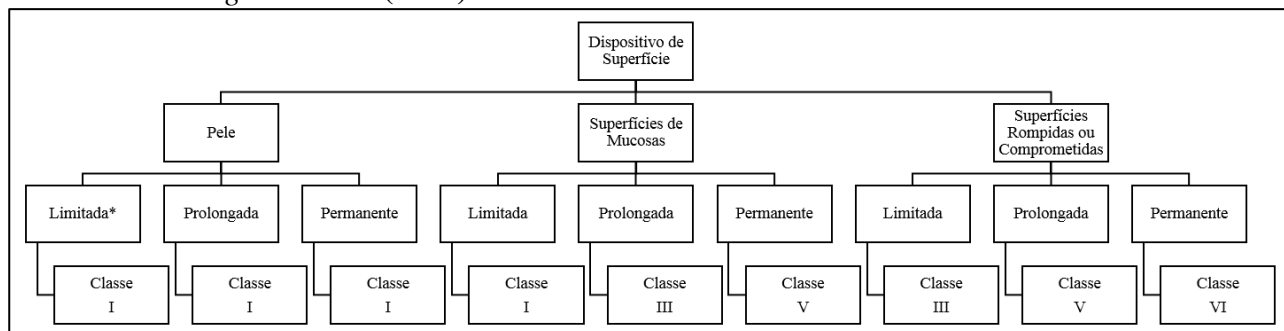 Dispositivo de
Superfície
Pele
Superfícies de
Mucosas
Superfícies
Rompidas ou
Comprometidas
Limitada*
Prolongada
Permanente
Limitada
Prolongada
Permanente
Limitada
Prolongada
Permanente
Classe
I
Classe
I
Classe
I
Classe
I
Classe
III
Classe
V
Classe
III
Classe
V
Classe
VI